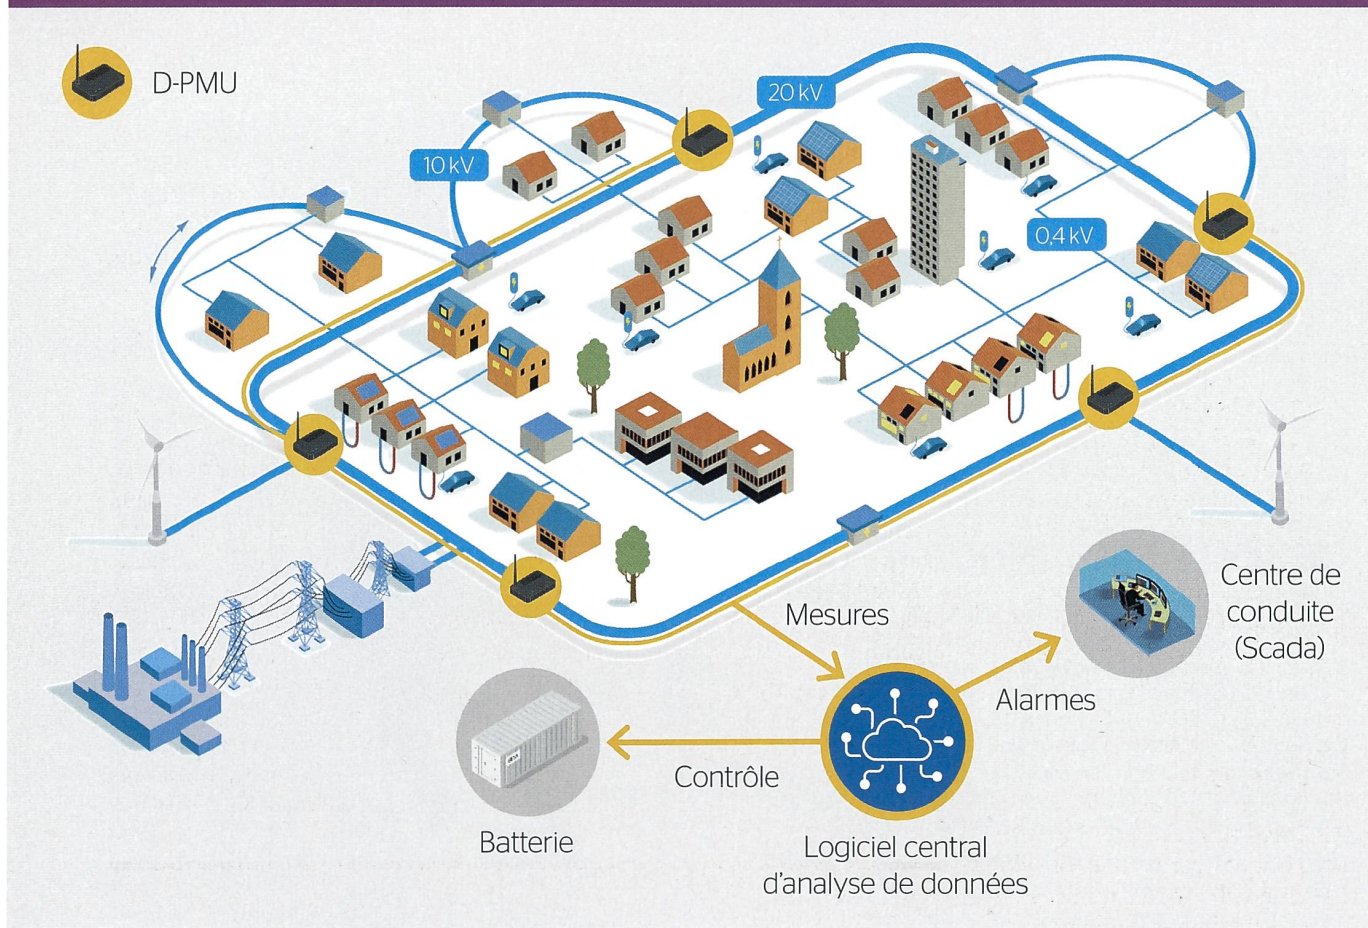 D-PMU
20 kV
10 kV
0,4 kV
Mesures
Centre de
conduite
(Scada)
Alarmes
Contrôle
Batterie
Logiciel central
d'analyse de données